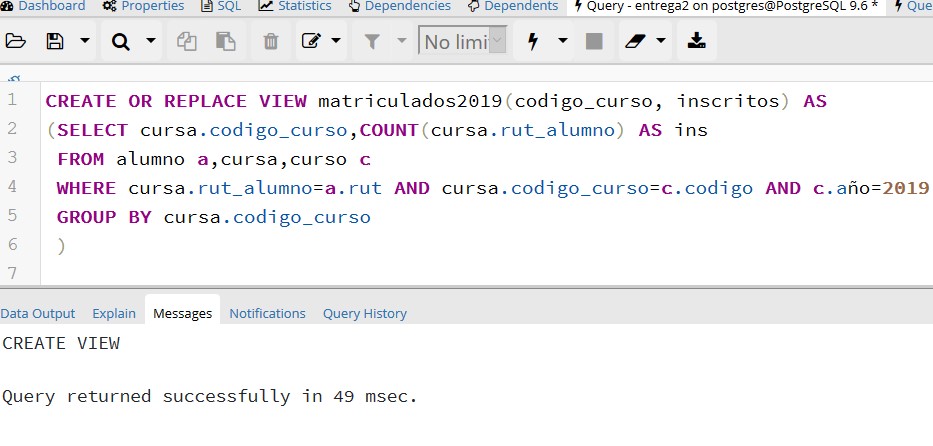 Dashboard Properties SQL Statistics Dependencies Dependents Query - entrega2 on postgres@PostgreSQL 9.6 * Que
No limi
1 CREATE OR REPLACE VIEW matriculados2019(codigo_curso, inscritos) AS
2 (SELECT cursa.codigo_curso,COUNT(cursa.rut_alumno) AS ins
3 FROM alumno a,cursa,curso c
4 WHERE cursa.rut_alumno=a.rut AND cursa.codigo_curso=c.codigo AND c.año=2019
5 GROUP BY cursa.codigo_curso
6 )
7
Data Output Explain Messages Notifications Query History
CREATE VIEW
Query returned successfully in 49 msec.